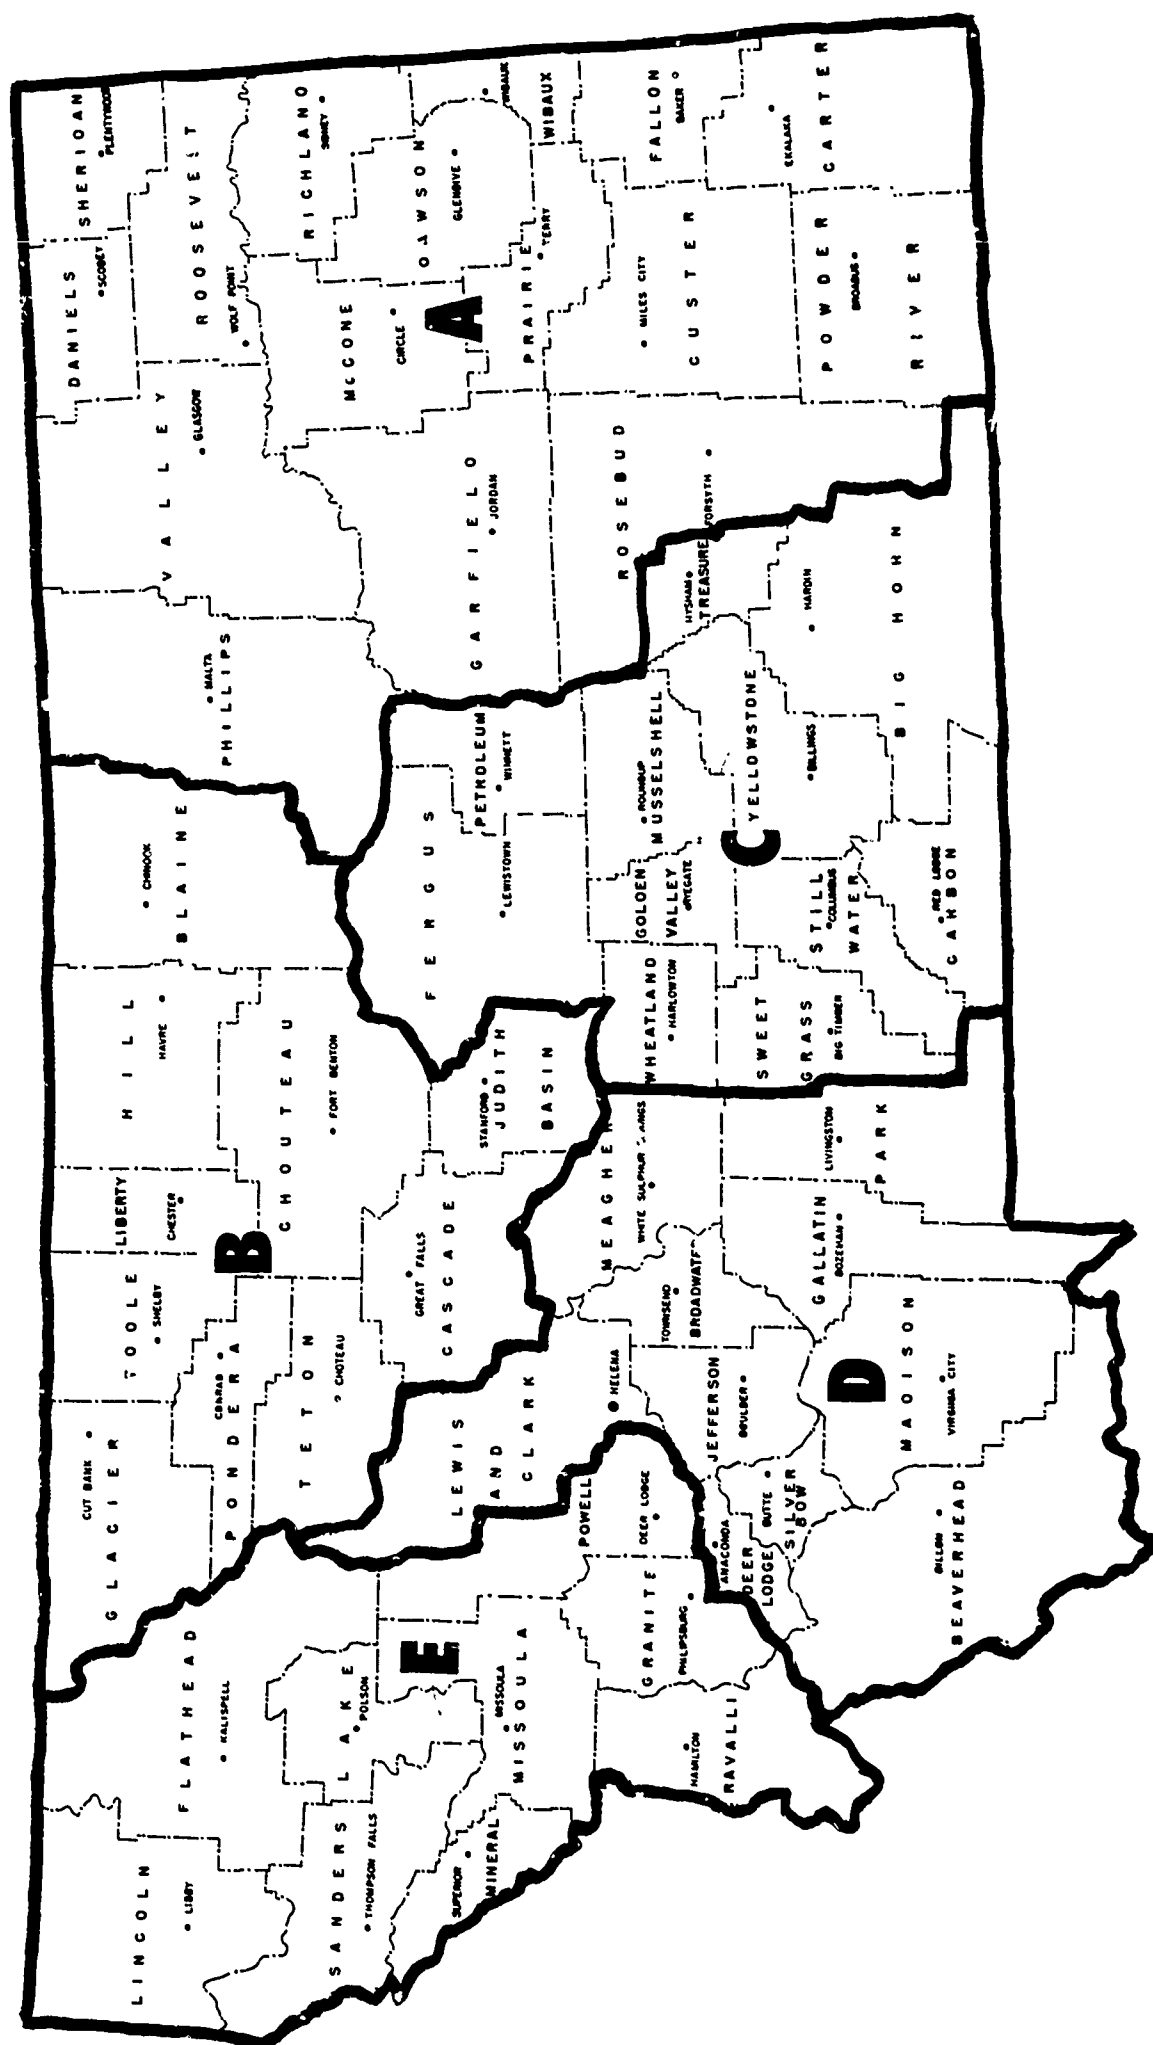 LINCOLN
LIBBY
FLATHEAD
KALISPELL
GLACIER
CUT BANK
TOOLE
SHELBY
LIBERTY
CHESTER
HILL
HAVRE
BLAINE
CHINOOK
PHILLIPS
MALTA
VALLEY
GLASGOW
DANIELS
SCOBEY
SHERIDAN
PLENTYWOOD
ROOSEVELT
WOLF POINT
SANDERS
THOMPSON FALLS
LAKE
POLSON
PONDERA
CONRAD
TETON
CHOTEAU
B
CHOUTEAU
FORT BENTON
RICHLAND
SIDNEY
McCONE
CIRCLE
A
DAWSON
GLENDIVE
WIBAUX
WIBAUX
PRAIRIE
TERRY
GARFIELD
JORDAN
MINERAL
SUPERIOR
MISSOULA
MISSOULA
E
LEWIS
AND
CLARK
HELENA
CASCADE
GREAT FALLS
STANFORD
JUDITH
BASIN
FERGUS
LEWISTOWN
PETROLEUM
WINNETT
ROSEBUD
FORSYTH
CUSTER
MILES CITY
FALLON
BAKER
POWELL
DEER LODGE
GRANITE
PHILIPSBURG
RAVALLI
HAMILTON
MEAGHER
WHITE SULPHUR
TOWNSEND
BROADWATER
JEFFERSON
BOULDER
WHEATLAND
HARLOWTON
GOLDEN
VALLEY
RYEGATE
ROUNDUP
MUSSELSHELL
HYSHAM
TREASURE
C
YELLOWSTONE
BILLINGS
HARDIN
BIG HORN
POWDER
RIVER
BROADUS
EKALAKA
CARTER
ANACONDA
DEER
LODGE
BUTTE
SILVER
BOW
D
MADISON
VIRGINIA CITY
BEAVERHEAD
DILLON
GALLATIN
BOZEMAN
LIVINGSTON
PARK
SWEET
GRASS
BIG TIMBER
STILL
COLUMBUS
WATER
RED LODGE
CARBON